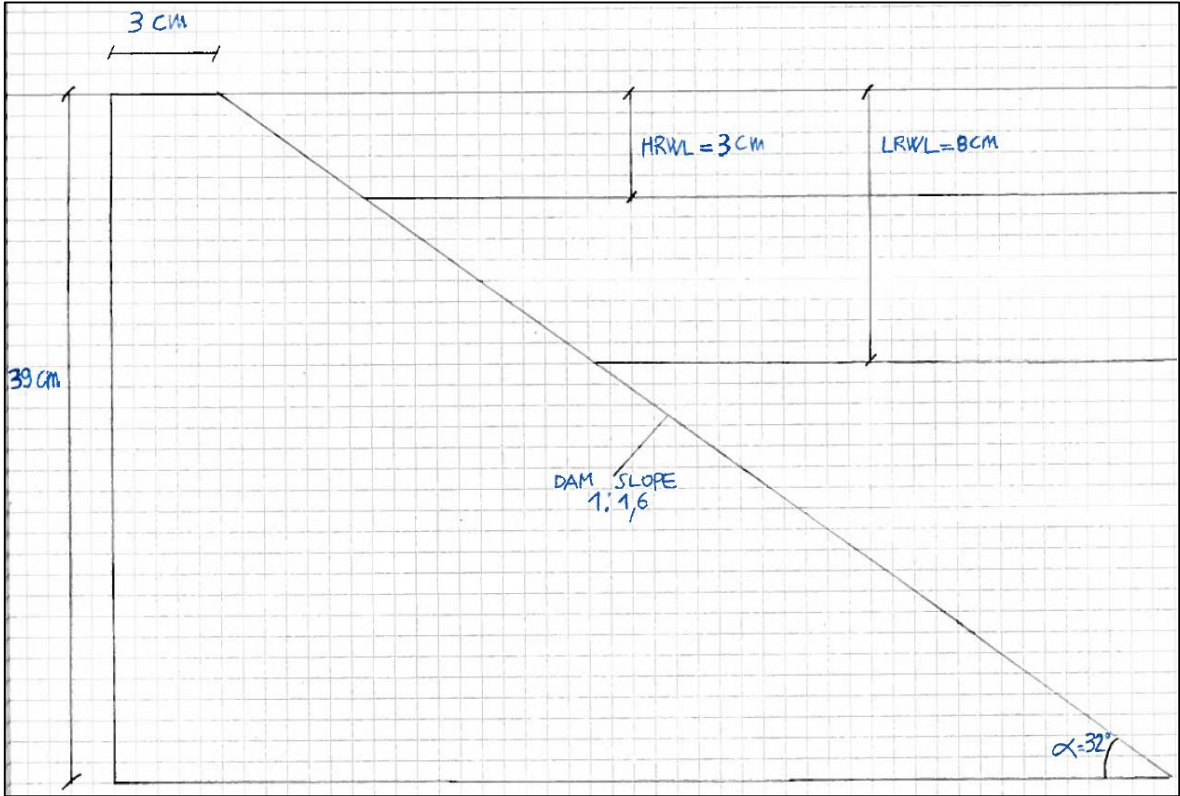 3 CM
HRWL = 3 CM
LRWL=8CM
39 CM
DAM SLOPE
1:1,6
α=32°